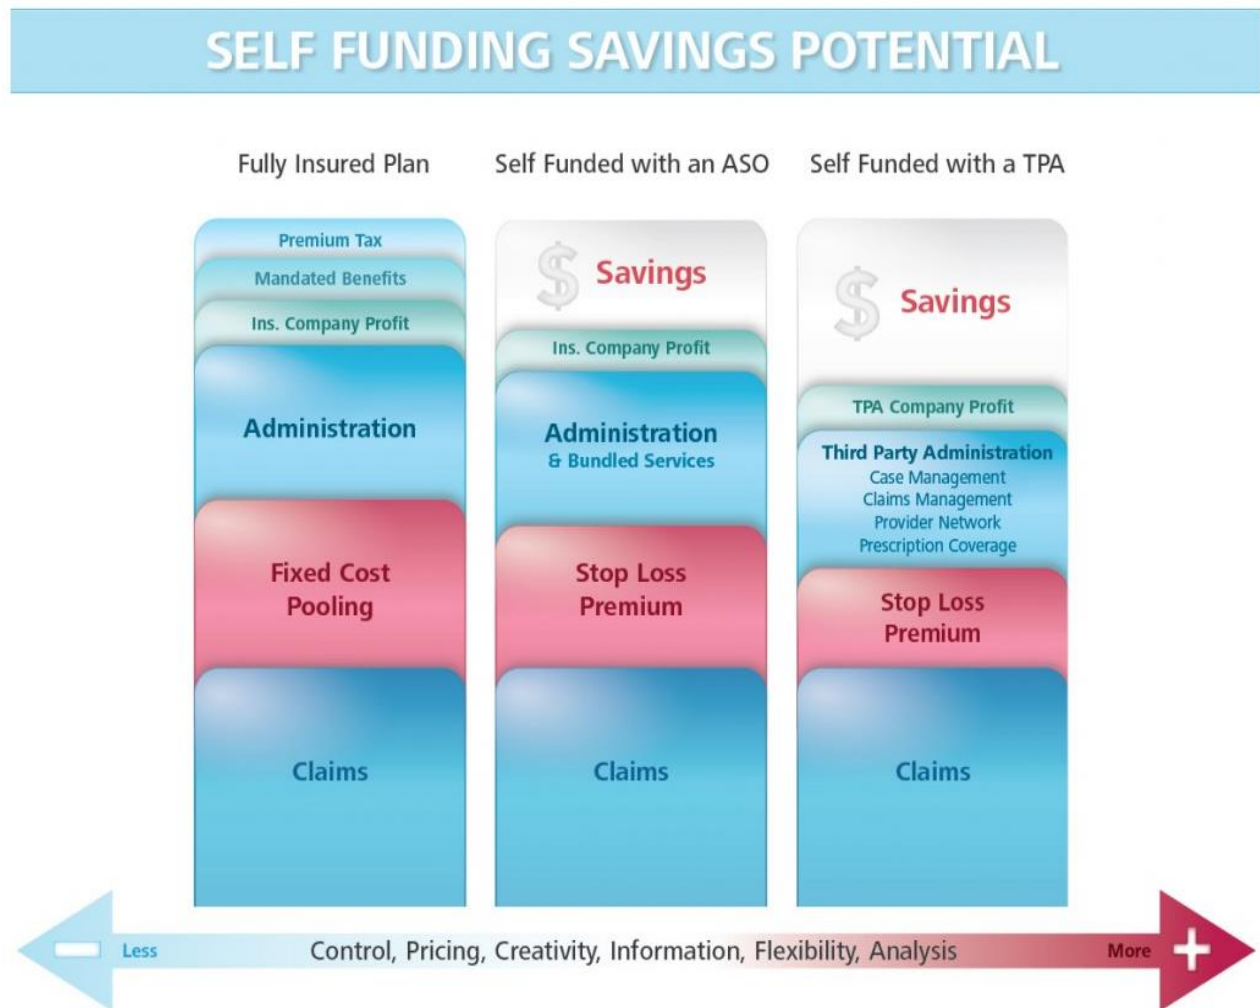 SELF FUNDING SAVINGS POTENTIAL
Fully Insured Plan
Premium Tax
Mandated Benefits
Ins. Company Profit
Administration
Fixed Cost
Pooling
Claims
Self Funded with an ASO
$ Savings
Ins. Company Profit
Administration
& Bundled Services
Stop Loss
Premium
Claims
Self Funded with a TPA
$ Savings
TPA Company Profit
Third Party Administration
Case Management
Claims Management
Provider Network
Prescription Coverage
Stop Loss
Premium
Claims
− Less Control, Pricing, Creativity, Information, Flexibility, Analysis More +